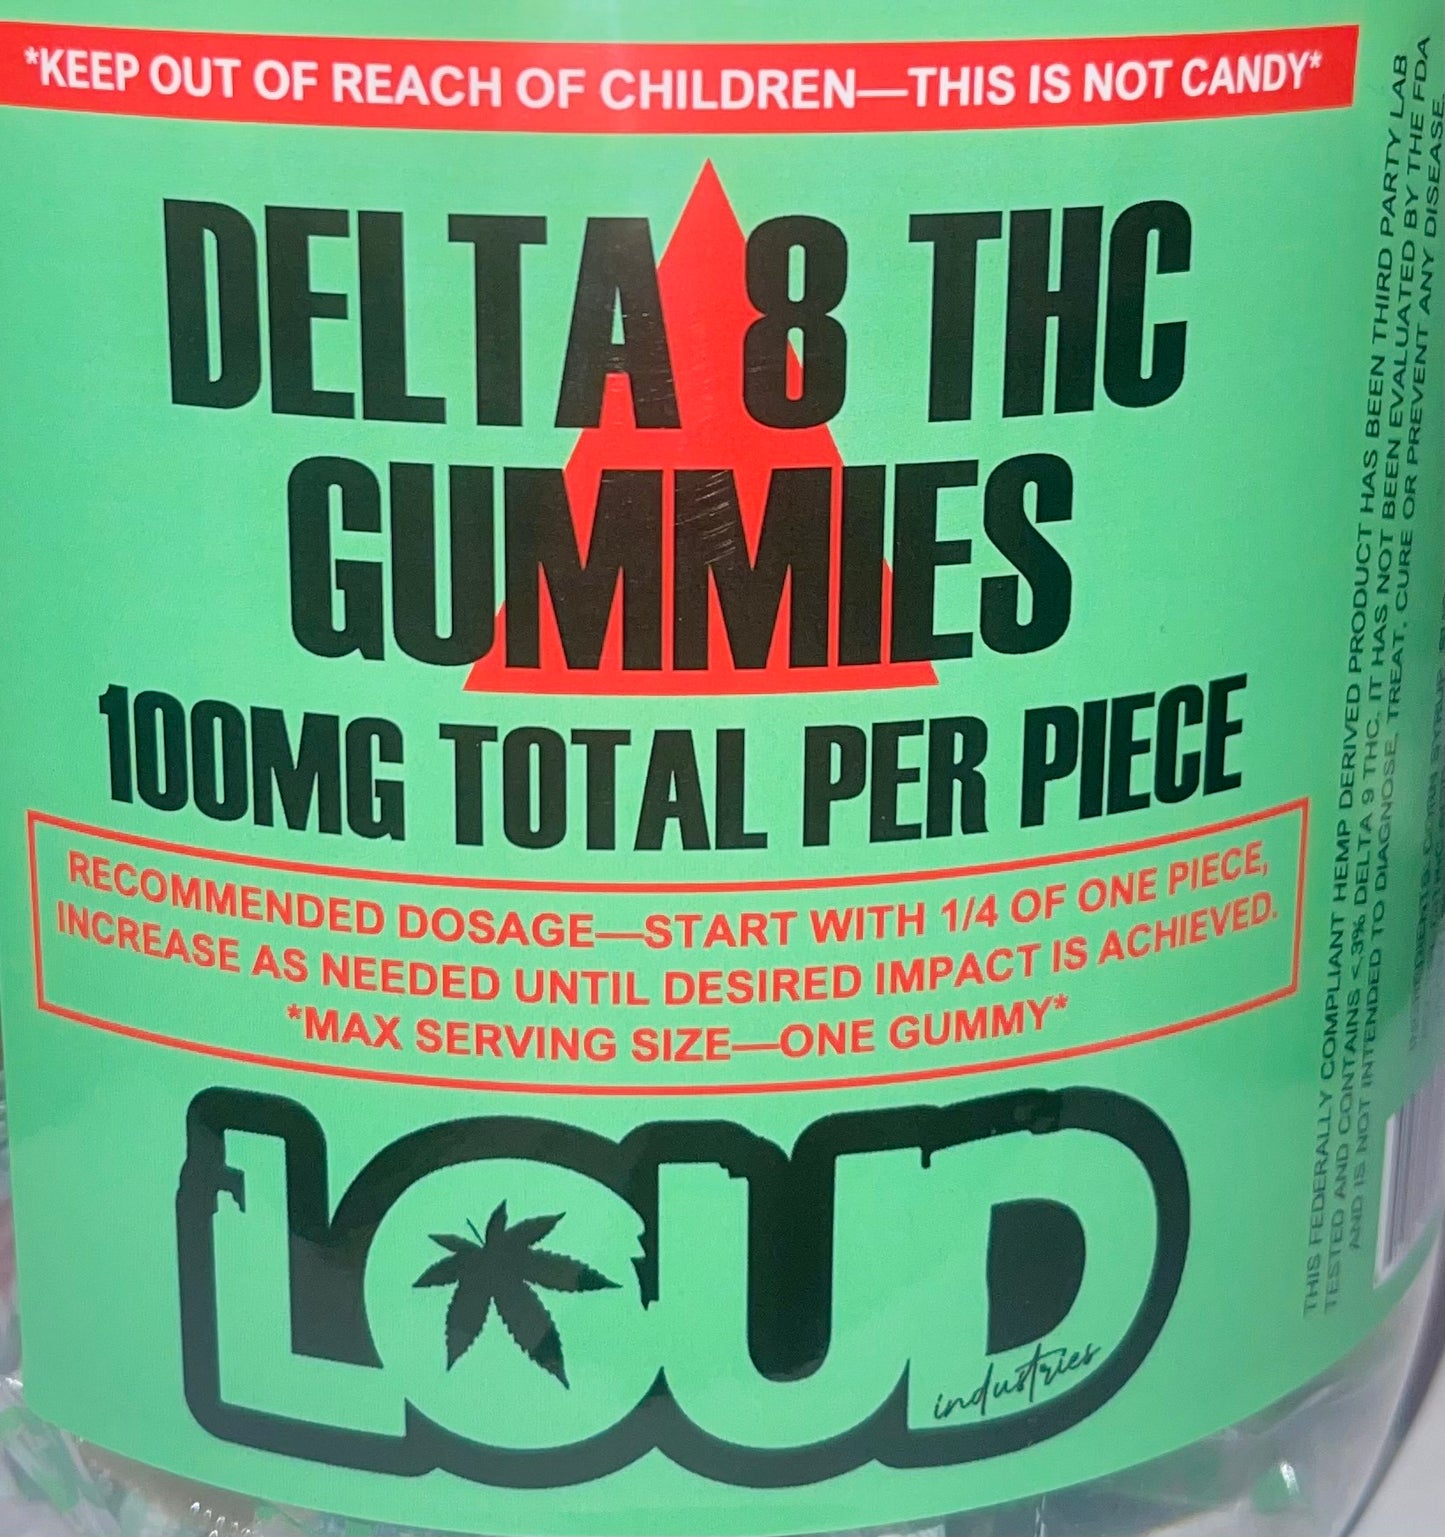 *KEEP OUT OF REACH OF CHILDREN—THIS IS NOT CANDY*
DELTA 8 THC
GUMMIES
100MG TOTAL PER PIECE
RECOMMENDED DOSAGE—START WITH 1/4 OF ONE PIECE,
INCREASE AS NEEDED UNTIL DESIRED IMPACT IS ACHIEVED.
*MAX SERVING SIZE—ONE GUMMY*
LOUD
industries
THIS FEDERALLY COMPLIANT HEMP DERIVED PRODUCT HAS BEEN THIRD PARTY LAB
TESTED AND CONTAINS <.3% DELTA 9 THC. IT HAS NOT BEEN EVALUATED BY THE FDA
AND IS NOT INTENDED TO DIAGNOSE, TREAT, CURE OR PREVENT ANY DISEASE.
CORN SYRUP